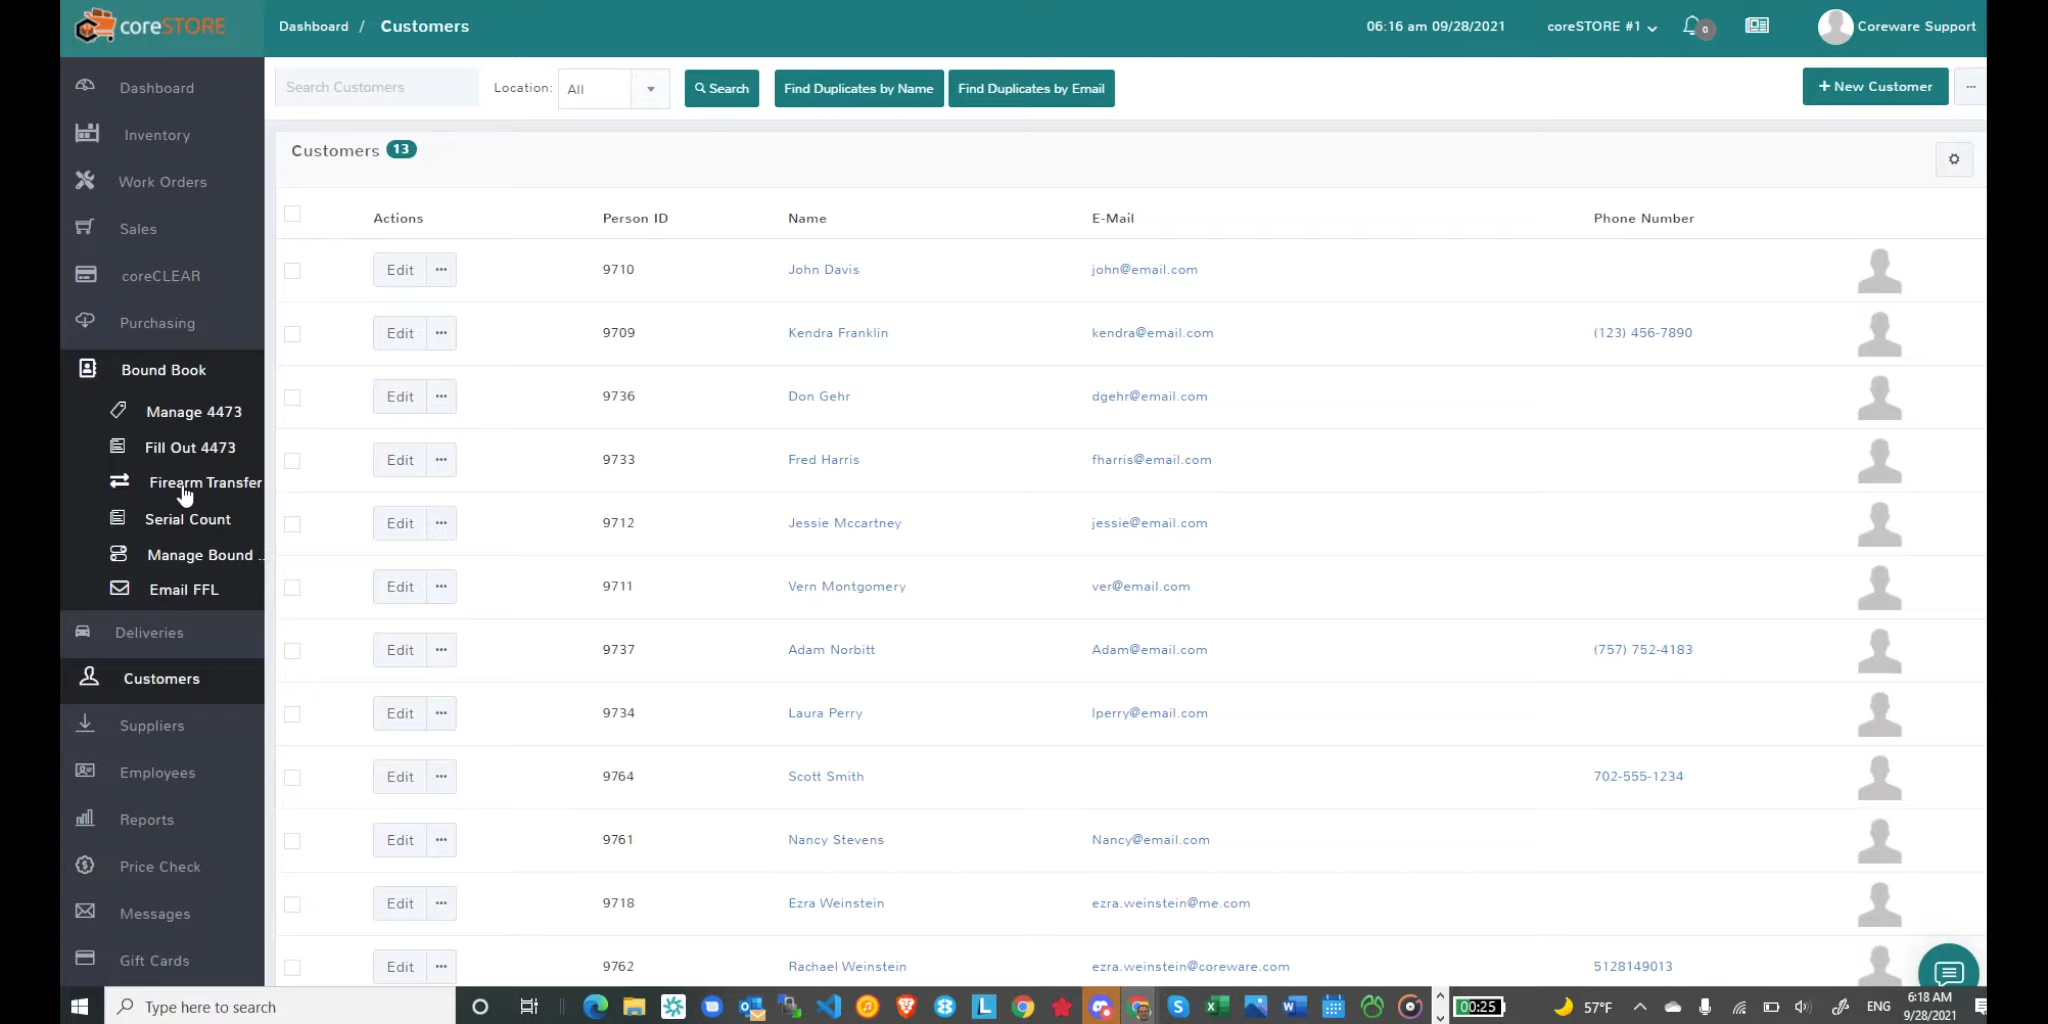 coreSTORE
Dashboard / Customers
06:16 am 09/28/2021
coreSTORE #1
0
Coreware Support
Dashboard
Inventory
Work Orders
Sales
coreCLEAR
Purchasing
Bound Book
Manage 4473
Fill Out 4473
Firearm Transfer
Serial Count
Manage Bound ..
Email FFL
Deliveries
Customers
Suppliers
Employees
Reports
Price Check
Messages
Gift Cards
Search Customers
Location: All
Search
Find Duplicates by Name
Find Duplicates by Email
+ New Customer
...
Customers 13
Actions Person ID Name E-Mail Phone Number
Edit ... 9710 John Davis john@email.com
Edit ... 9709 Kendra Franklin kendra@email.com (123) 456-7890
Edit ... 9736 Don Gehr dgehr@email.com
Edit ... 9733 Fred Harris fharris@email.com
Edit ... 9712 Jessie Mccartney jessie@email.com
Edit ... 9711 Vern Montgomery ver@email.com
Edit ... 9737 Adam Norbitt Adam@email.com (757) 752-4183
Edit ... 9734 Laura Perry lperry@email.com
Edit ... 9764 Scott Smith 702-555-1234
Edit ... 9761 Nancy Stevens Nancy@email.com
Edit ... 9718 Ezra Weinstein ezra.weinstein@me.com
Edit ... 9762 Rachael Weinstein ezra.weinstein@coreware.com 5128149013
Type here to search
00:25
57°F
ENG
6:18 AM
9/28/2021